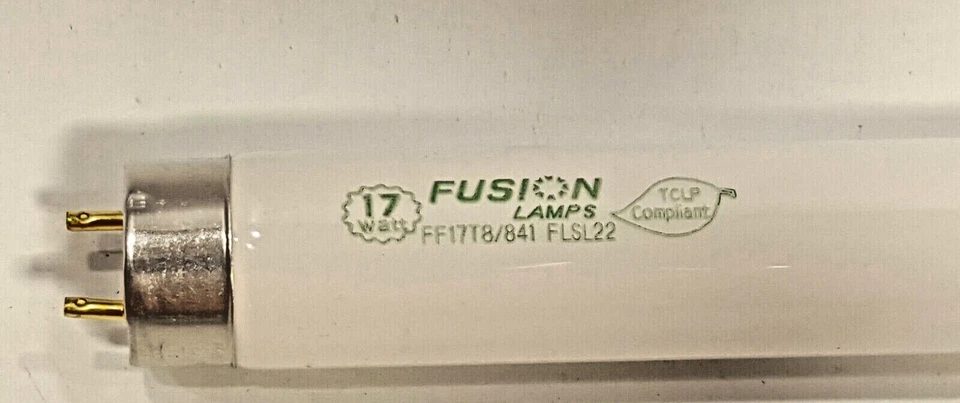 17
watt
FUSION
LAMPS
FF17T8/841 FLSL22
TCLP
Compliant